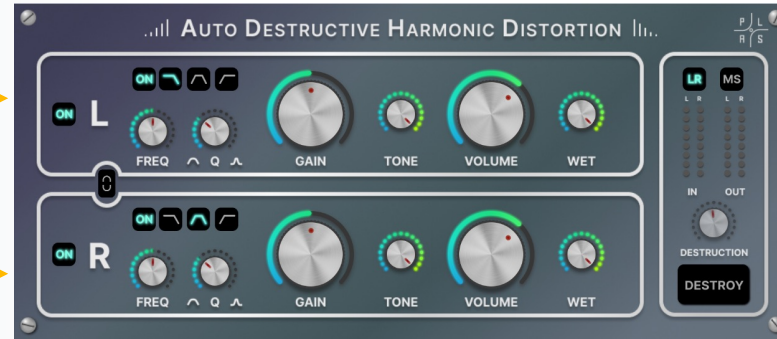 AUTO DESTRUCTIVE HARMONIC DISTORTION
P L
R S
ON
ON L
FREQ Q GAIN TONE VOLUME WET
ON
ON R
FREQ Q GAIN TONE VOLUME WET
LR MS
L R L R
IN OUT
DESTRUCTION
DESTROY